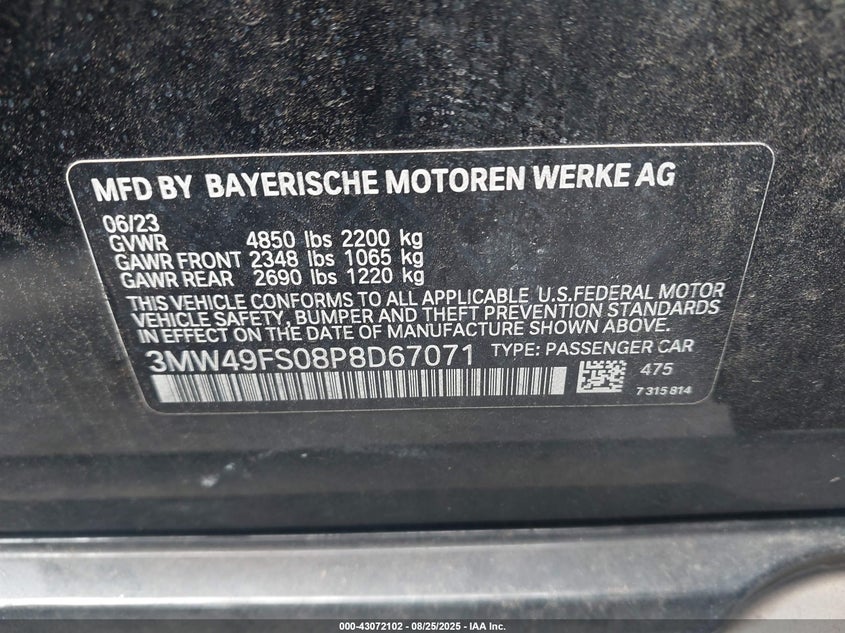 MFD BY BAYERISCHE MOTOREN WERKE AG
06/23
GVWR 4850 lbs 2200 kg
GAWR FRONT 2348 lbs 1065 kg
GAWR REAR 2690 lbs 1220 kg
THIS VEHICLE CONFORMS TO ALL APPLICABLE U.S.FEDERAL MOTOR
VEHICLE SAFETY, BUMPER AND THEFT PREVENTION STANDARDS
IN EFFECT ON THE DATE OF MANUFACTURE SHOWN ABOVE.
3MW49FS08P8D67071 TYPE: PASSENGER CAR
475
7 315 814
000-43072102 - 08/25/2025 - IAA Inc.